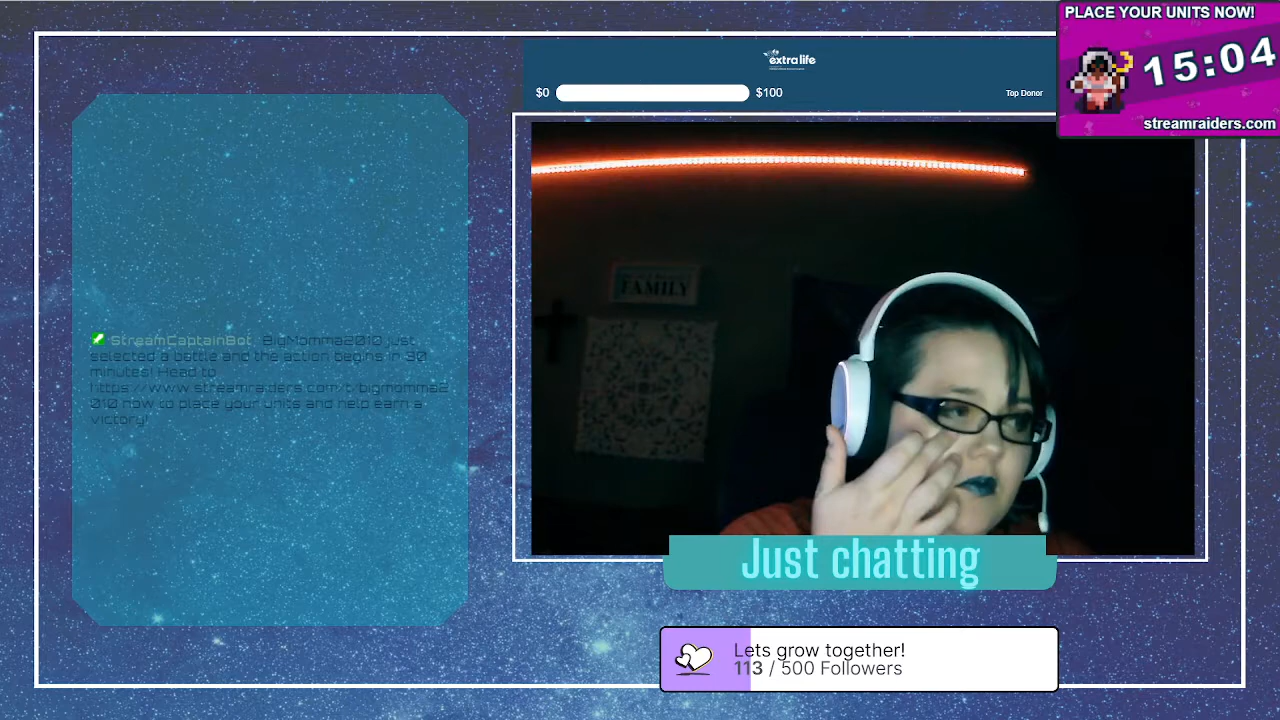 PLACE YOUR UNITS NOW!
15:04
streamraiders.com
extra life
$0
$100
Top Donor
FAMILY
StreamCaptainBot: BigMomma2010 just
selected a battle and the action begins in 30
minutes! Head to
https://www.streamraiders.com/t/bigmomma2
010 now to place your units and help earn a
victory!
Just chatting
Lets grow together!
113 / 500 Followers